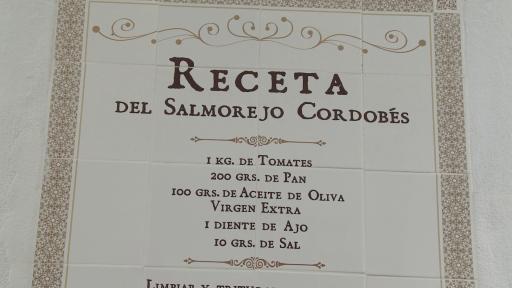 Receta
del Salmorejo Cordobés
1 kg. de Tomates
200 grs. de Pan
100 grs. de Aceite de Oliva
Virgen Extra
1 diente de Ajo
10 grs. de Sal
Limpiar y